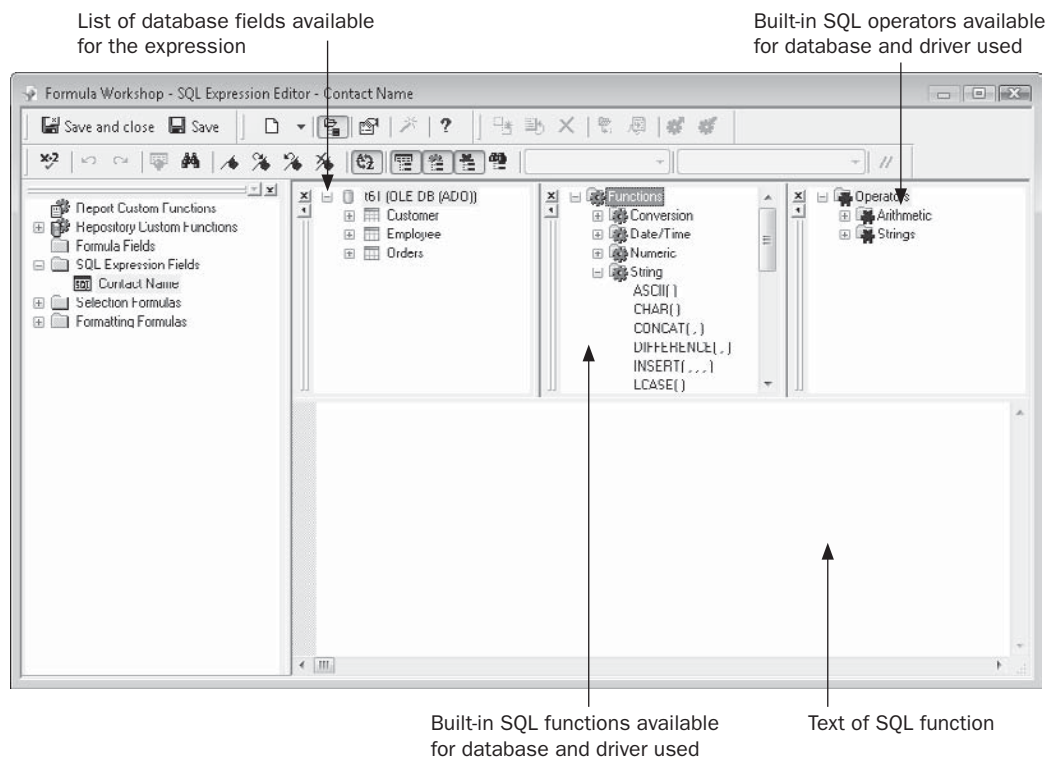 List of database fields available
for the expression
Built-in SQL operators available
for database and driver used
Formula Workshop - SQL Expression Editor - Contact Name
Save and close Save
Report Custom Functions
Repository Custom Functions
Formula Fields
SQL Expression Fields
SQL Contact Name
Selection Formulas
Formatting Formulas
t61 (OLE DB (ADO))
Customer
Employee
Orders
Functions
Conversion
Date/Time
Numeric
String
ASCII( )
CHAR( )
CONCAT( , )
DIFFERENCE( , )
INSERT( , , , )
LCASE( )
Operators
Arithmetic
Strings
Built-in SQL functions available
for database and driver used
Text of SQL function